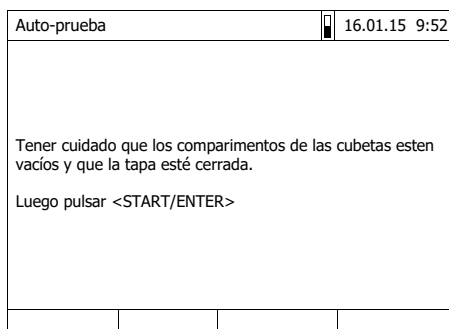 Auto-prueba 16.01.15 9:52
Tener cuidado que los comparimentos de las cubetas esten
vacíos y que la tapa esté cerrada.
Luego pulsar <START/ENTER>